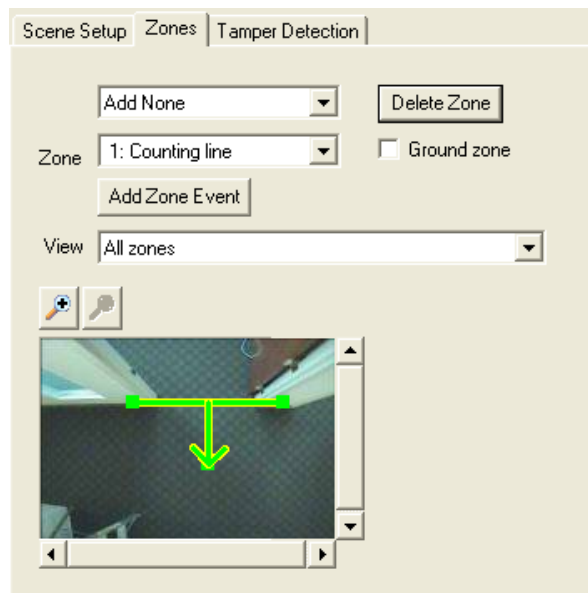 Scene Setup Zones Tamper Detection
Add None Delete Zone
Zone 1: Counting line Ground zone
Add Zone Event
View All zones